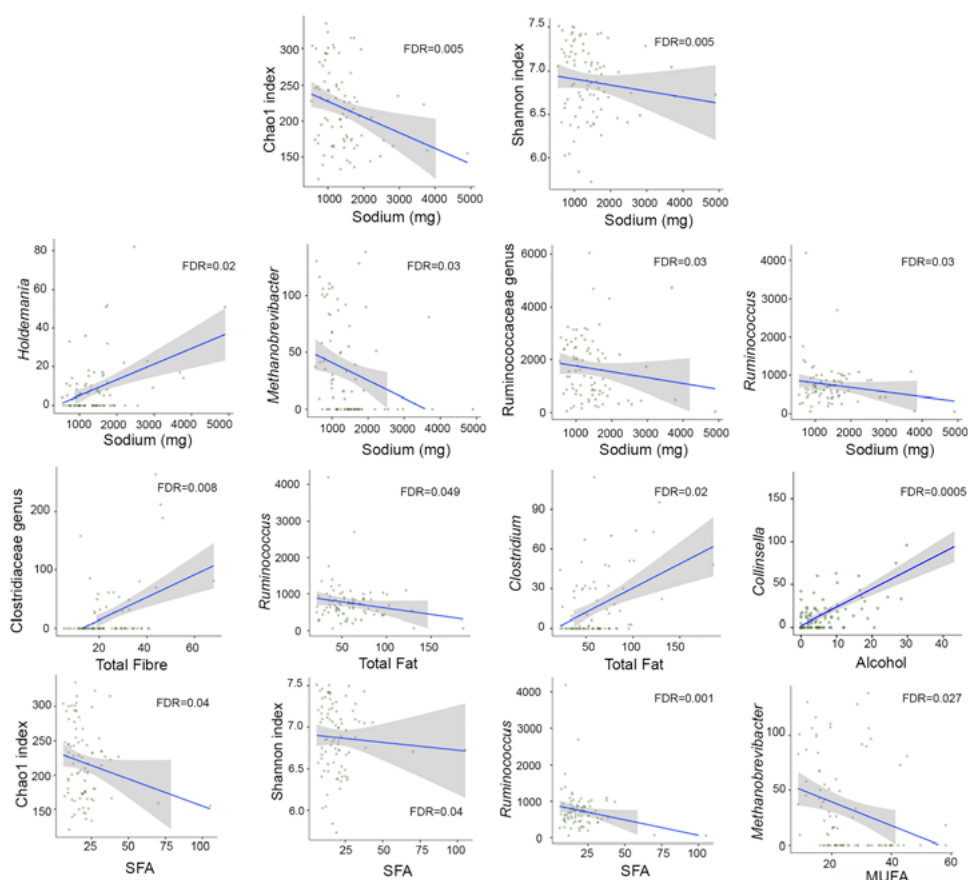 Chao1 index
300
250
200
150
FDR=0.005
1000 2000 3000 4000 5000
Sodium (mg)
Shannon index
7.5
7.0
6.5
6.0
FDR=0.005
1000 2000 3000 4000 5000
Sodium (mg)
Holdemania
80
60
40
20
0
FDR=0.02
1000 2000 3000 4000 5000
Sodium (mg)
Methanobrevibacter
100
50
0
FDR=0.03
1000 2000 3000 4000 5000
Sodium (mg)
Ruminococcaceae genus
6000
4000
2000
0
FDR=0.03
1000 2000 3000 4000 5000
Sodium (mg)
Ruminococcus
4000
3000
2000
1000
0
FDR=0.03
1000 2000 3000 4000 5000
Sodium (mg)
Clostridiaceae genus
200
100
0
FDR=0.008
20 40 60
Total Fibre
Ruminococcus
4000
3000
2000
1000
0
FDR=0.049
50 100 150
Total Fat
Clostridium
90
60
30
0
FDR=0.02
50 100 150
Total Fat
Collinsella
150
100
50
0
FDR=0.0005
0 10 20 30 40
Alcohol
Chao1 index
300
250
200
150
FDR=0.04
25 50 75 100
SFA
Shannon index
7.5
7.0
6.5
6.0
FDR=0.04
25 50 75 100
SFA
Ruminococcus
4000
3000
2000
1000
0
FDR=0.001
25 50 75 100
SFA
Methanobrevibacter
100
50
0
FDR=0.027
20 40 60
MUFA